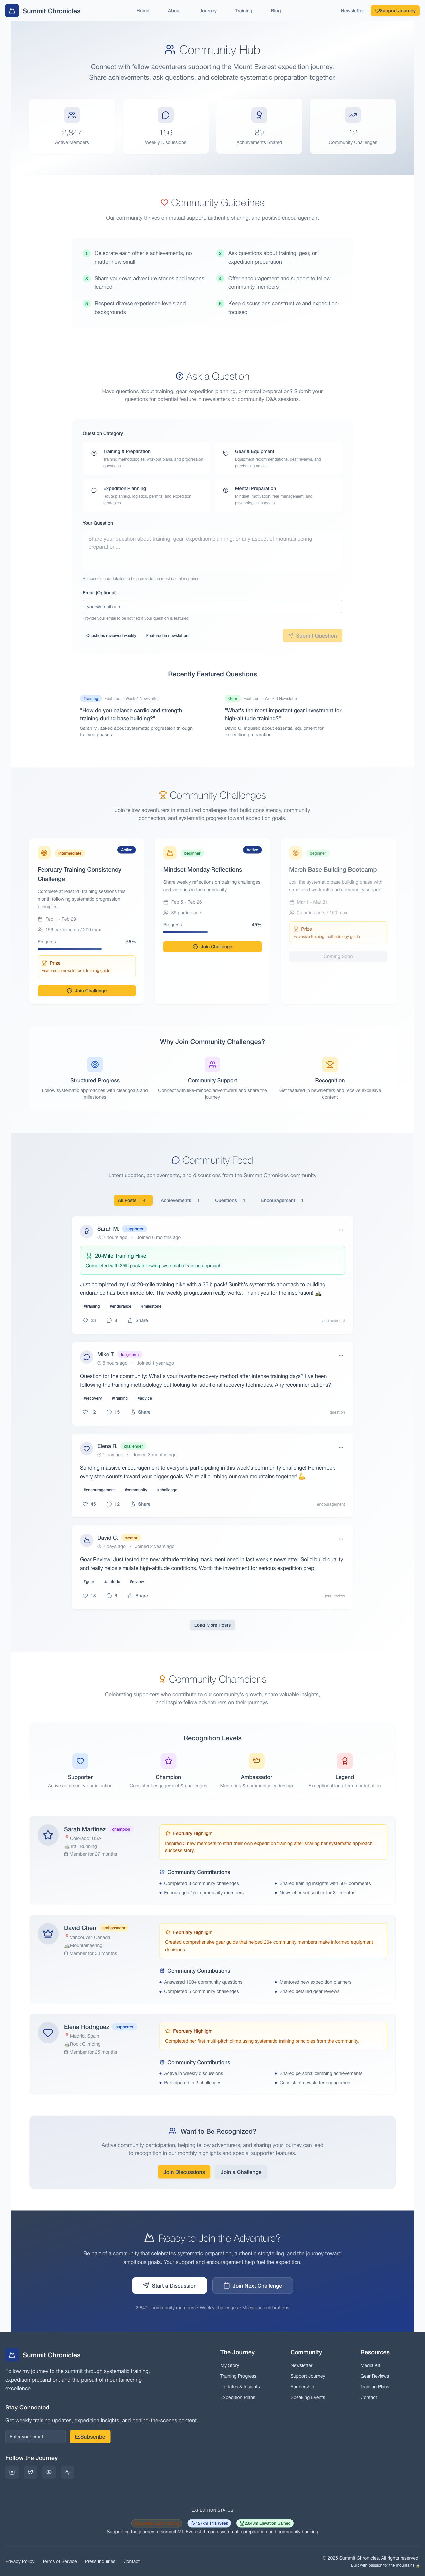 Summit Chronicles
Home
About
Journey
Training
Blog
Newsletter
Support Journey
Community Hub
Connect with fellow adventurers supporting the Mount Everest expedition journey.
Share achievements, ask questions, and celebrate systematic preparation together.
2,847
Active Members
156
Weekly Discussions
89
Achievements Shared
12
Community Challenges
Community Guidelines
Our community thrives on mutual support, authentic sharing, and positive encouragement
1
Celebrate each other's achievements, no
matter how small
2
Ask questions about training, gear, or
expedition preparation
3
Share your own adventure stories and lessons
learned
4
Offer encouragement and support to fellow
community members
5
Respect diverse experience levels and
backgrounds
6
Keep discussions constructive and expedition-
focused
Ask a Question
Have questions about training, gear, expedition planning, or mental preparation? Submit your
questions for potential feature in newsletters or community Q&A sessions.
Question Category
Training & Preparation
Training methodologies, workout plans, and progression
questions
Gear & Equipment
Equipment recommendations, gear reviews, and
purchasing advice
Expedition Planning
Route planning, logistics, permits, and expedition
strategies
Mental Preparation
Mindset, motivation, fear management, and
psychological aspects
Your Question
Share your question about training, gear, expedition planning, or any aspect of mountaineering
preparation...
Be specific and detailed to help provide the most useful response
Email (Optional)
your@email.com
Provide your email to be notified if your question is featured
Questions reviewed weekly
Featured in newsletters
Submit Question
Recently Featured Questions
Training
Featured in Week 4 Newsletter
"How do you balance cardio and strength
training during base building?"
Sarah M. asked about systematic progression through
training phases...
Gear
Featured in Week 3 Newsletter
"What's the most important gear investment for
high-altitude training?"
David C. inquired about essential equipment for
expedition preparation...
Community Challenges
Join fellow adventurers in structured challenges that build consistency, community
connection, and systematic progress toward expedition goals.
intermediate
Active
February Training Consistency
Challenge
Complete at least 20 training sessions this
month following systematic progression
principles.
Feb 1 - Feb 29
156 participants / 200 max
Progress
65%
Prize
Featured in newsletter + training guide
Join Challenge
beginner
Active
Mindset Monday Reflections
Share weekly reflections on training challenges
and victories in the community.
Feb 5 - Feb 26
89 participants
Progress
45%
Join Challenge
beginner
March Base Building Bootcamp
Join the systematic base building phase with
structured workouts and community support.
Mar 1 - Mar 31
0 participants / 150 max
Prize
Exclusive training methodology guide
Coming Soon
Why Join Community Challenges?
Structured Progress
Follow systematic approaches with clear goals and
milestones
Community Support
Connect with like-minded adventurers and share the
journey
Recognition
Get featured in newsletters and receive exclusive
content
Community Feed
Latest updates, achievements, and discussions from the Summit Chronicles community
All Posts 4
Achievements 1
Questions 1
Encouragement 1
Sarah M.
supporter
2 hours ago • Joined 6 months ago
20-Mile Training Hike
Completed with 35lb pack following systematic training approach
Just completed my first 20-mile training hike with a 35lb pack! Sunith's systematic approach to building
endurance has been incredible. The weekly progression really works. Thank you for the inspiration! 🏔️
#training
#endurance
#milestone
23
8
Share
achievement
Mike T.
long-term
5 hours ago • Joined 1 year ago
Question for the community: What's your favorite recovery method after intense training days? I've been
following the training methodology but looking for additional recovery techniques. Any recommendations?
#recovery
#training
#advice
12
15
Share
question
Elena R.
challenger
1 day ago • Joined 3 months ago
Sending massive encouragement to everyone participating in this week's community challenge! Remember,
every step counts toward your bigger goals. We're all climbing our own mountains together! 💪
#encouragement
#community
#challenge
45
12
Share
encouragement
David C.
mentor
2 days ago • Joined 2 years ago
Gear Review: Just tested the new altitude training mask mentioned in last week's newsletter. Solid build quality
and really helps simulate high-altitude conditions. Worth the investment for serious expedition prep.
#gear
#altitude
#review
18
6
Share
gear review
Load More Posts
Community Champions
Celebrating supporters who contribute to our community's growth, share valuable insights,
and inspire fellow adventurers on their journeys.
Recognition Levels
Supporter
Active community participation
Champion
Consistent engagement & challenges
Ambassador
Mentoring & community leadership
Legend
Exceptional long-term contribution
Sarah Martinez
champion
📍Colorado, USA
🏔️Trail Running
Member for 27 months
February Highlight
Inspired 5 new members to start their own expedition training after sharing her systematic approach
success story.
Community Contributions
Completed 3 community challenges
Shared training insights with 50+ comments
Encouraged 15+ community members
Newsletter subscriber for 8+ months
David Chen
ambassador
📍Vancouver, Canada
🏔️Mountaineering
Member for 30 months
February Highlight
Created comprehensive gear guide that helped 20+ community members make informed equipment
decisions.
Community Contributions
Answered 100+ community questions
Mentored new expedition planners
Completed 5 community challenges
Shared detailed gear reviews
Elena Rodriguez
supporter
📍Madrid, Spain
🏔️Rock Climbing
Member for 25 months
February Highlight
Completed her first multi-pitch climb using systematic training principles from the community.
Community Contributions
Active in weekly discussions
Shared personal climbing achievements
Participated in 2 challenges
Consistent newsletter engagement
Want to Be Recognized?
Active community participation, helping fellow adventurers, and sharing your journey can lead
to recognition in our monthly highlights and special supporter features.
Join Discussions
Join a Challenge
Ready to Join the Adventure?
Be part of a community that celebrates systematic preparation, authentic storytelling, and the journey toward
ambitious goals. Your support and encouragement help fuel the expedition.
Start a Discussion
Join Next Challenge
2,847+ community members • Weekly challenges • Milestone celebrations
Summit Chronicles
Follow my journey to the summit through systematic training,
expedition preparation, and the pursuit of mountaineering
excellence.
Stay Connected
Get weekly training updates, expedition insights, and behind-the-scenes content.
Enter your email
Subscribe
Follow the Journey
The Journey
My Story
Training Progress
Updates & Insights
Expedition Plans
Community
Newsletter
Support Journey
Partnership
Speaking Events
Resources
Media Kit
Gear Reviews
Training Plans
Contact
EXPEDITION STATUS
127km This Week
2,940m Elevation Gained
Supporting the journey to summit Mt. Everest through systematic preparation and community backing
Privacy Policy
Terms of Service
Press Inquiries
Contact
© 2025 Summit Chronicles. All rights reserved.
Built with passion for the mountains 🏔️